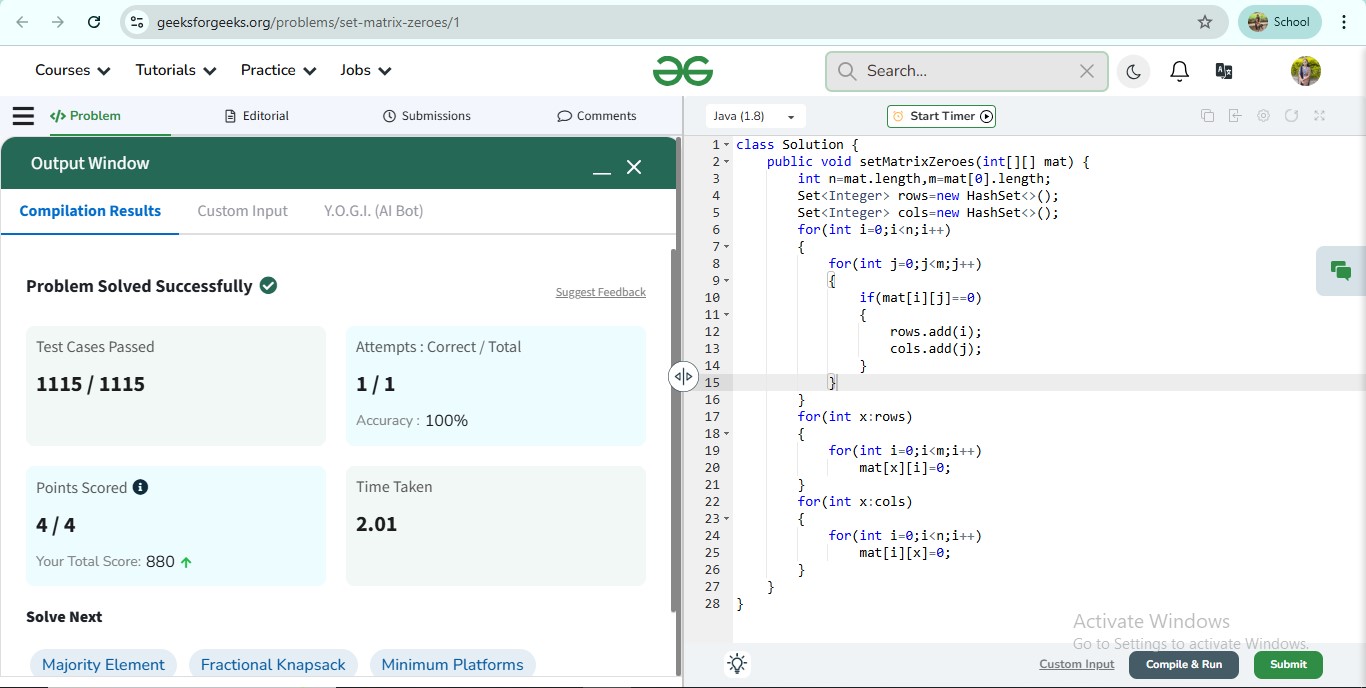 geeksforgeeks.org/problems/set-matrix-zeroes/1
School
Courses Tutorials Practice Jobs
Search...
</> Problem Editorial Submissions Comments
Java (1.8) Start Timer
Output Window
Compilation Results Custom Input Y.O.G.I. (AI Bot)
Problem Solved Successfully
Suggest Feedback
Test Cases Passed
1115 / 1115
Attempts : Correct / Total
1 / 1
Accuracy : 100%
Points Scored
4 / 4
Your Total Score: 880
Time Taken
2.01
Solve Next
Majority Element Fractional Knapsack Minimum Platforms
1 class Solution {
2 public void setMatrixZeroes(int[][] mat) {
3 int n=mat.length,m=mat[0].length;
4 Set<Integer> rows=new HashSet<>();
5 Set<Integer> cols=new HashSet<>();
6 for(int i=0;i<n;i++)
7 {
8 for(int j=0;j<m;j++)
9 {
10 if(mat[i][j]==0)
11 {
12 rows.add(i);
13 cols.add(j);
14 }
15 }
16 }
17 for(int x:rows)
18 {
19 for(int i=0;i<m;i++)
20 mat[x][i]=0;
21 }
22 for(int x:cols)
23 {
24 for(int i=0;i<n;i++)
25 mat[i][x]=0;
26 }
27 }
28 }
Activate Windows
Go to Settings to activate Windows.
Custom Input Compile & Run Submit